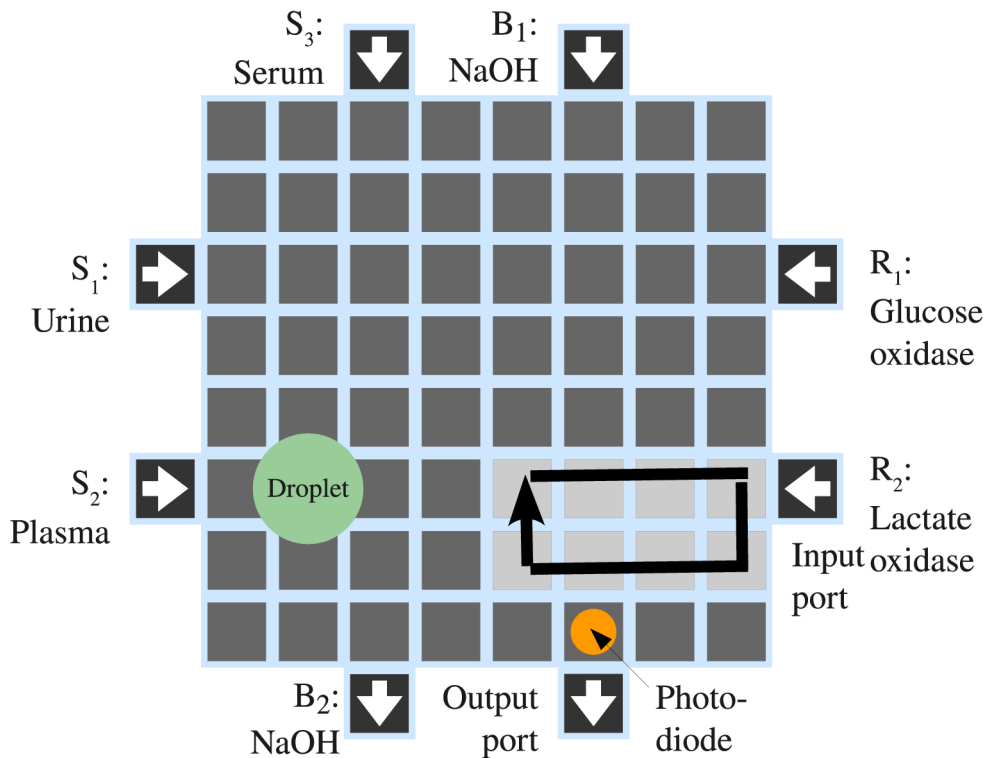 S₃:
Serum
B₁:
NaOH
S₁:
Urine
R₁:
Glucose
oxidase
S₂:
Plasma
Droplet
R₂:
Lactate
oxidase
Input
port
B₂:
NaOH
Output
port
Photo-
diode